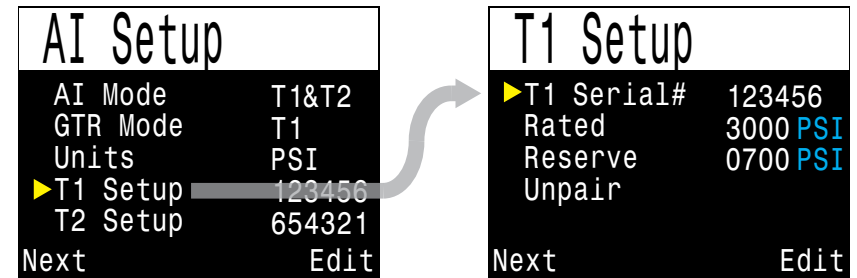 AI Setup
AI Mode T1&T2
GTR Mode T1
Units PSI
T1 Setup 123456
T2 Setup 654321
Next Edit
T1 Setup
T1 Serial# 123456
Rated 3000 PSI
Reserve 0700 PSI
Unpair
Next Edit